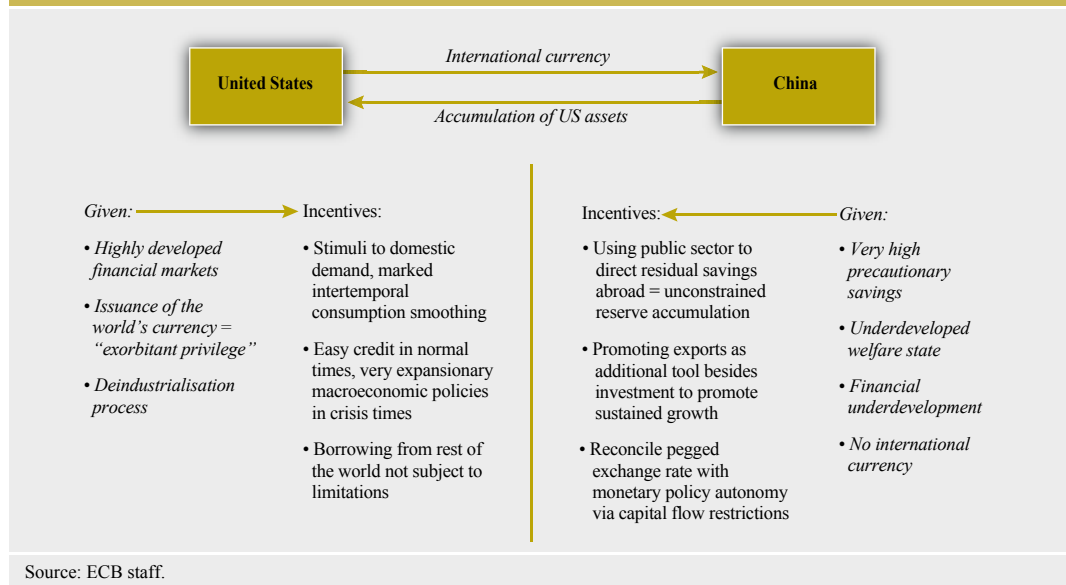 International currency
United States
China
Accumulation of US assets
Given:
• Highly developed
financial markets
• Issuance of the
world’s currency =
“exorbitant privilege”
• Deindustrialisation
process
Incentives:
• Stimuli to domestic
demand, marked
intertemporal
consumption smoothing
• Easy credit in normal
times, very expansionary
macroeconomic policies
in crisis times
• Borrowing from rest of
the world not subject to
limitations
Incentives:
• Using public sector to
direct residual savings
abroad = unconstrained
reserve accumulation
• Promoting exports as
additional tool besides
investment to promote
sustained growth
• Reconcile pegged
exchange rate with
monetary policy autonomy
via capital flow restrictions
Given:
• Very high
precautionary
savings
• Underdeveloped
welfare state
• Financial
underdevelopment
• No international
currency
Source: ECB staff.